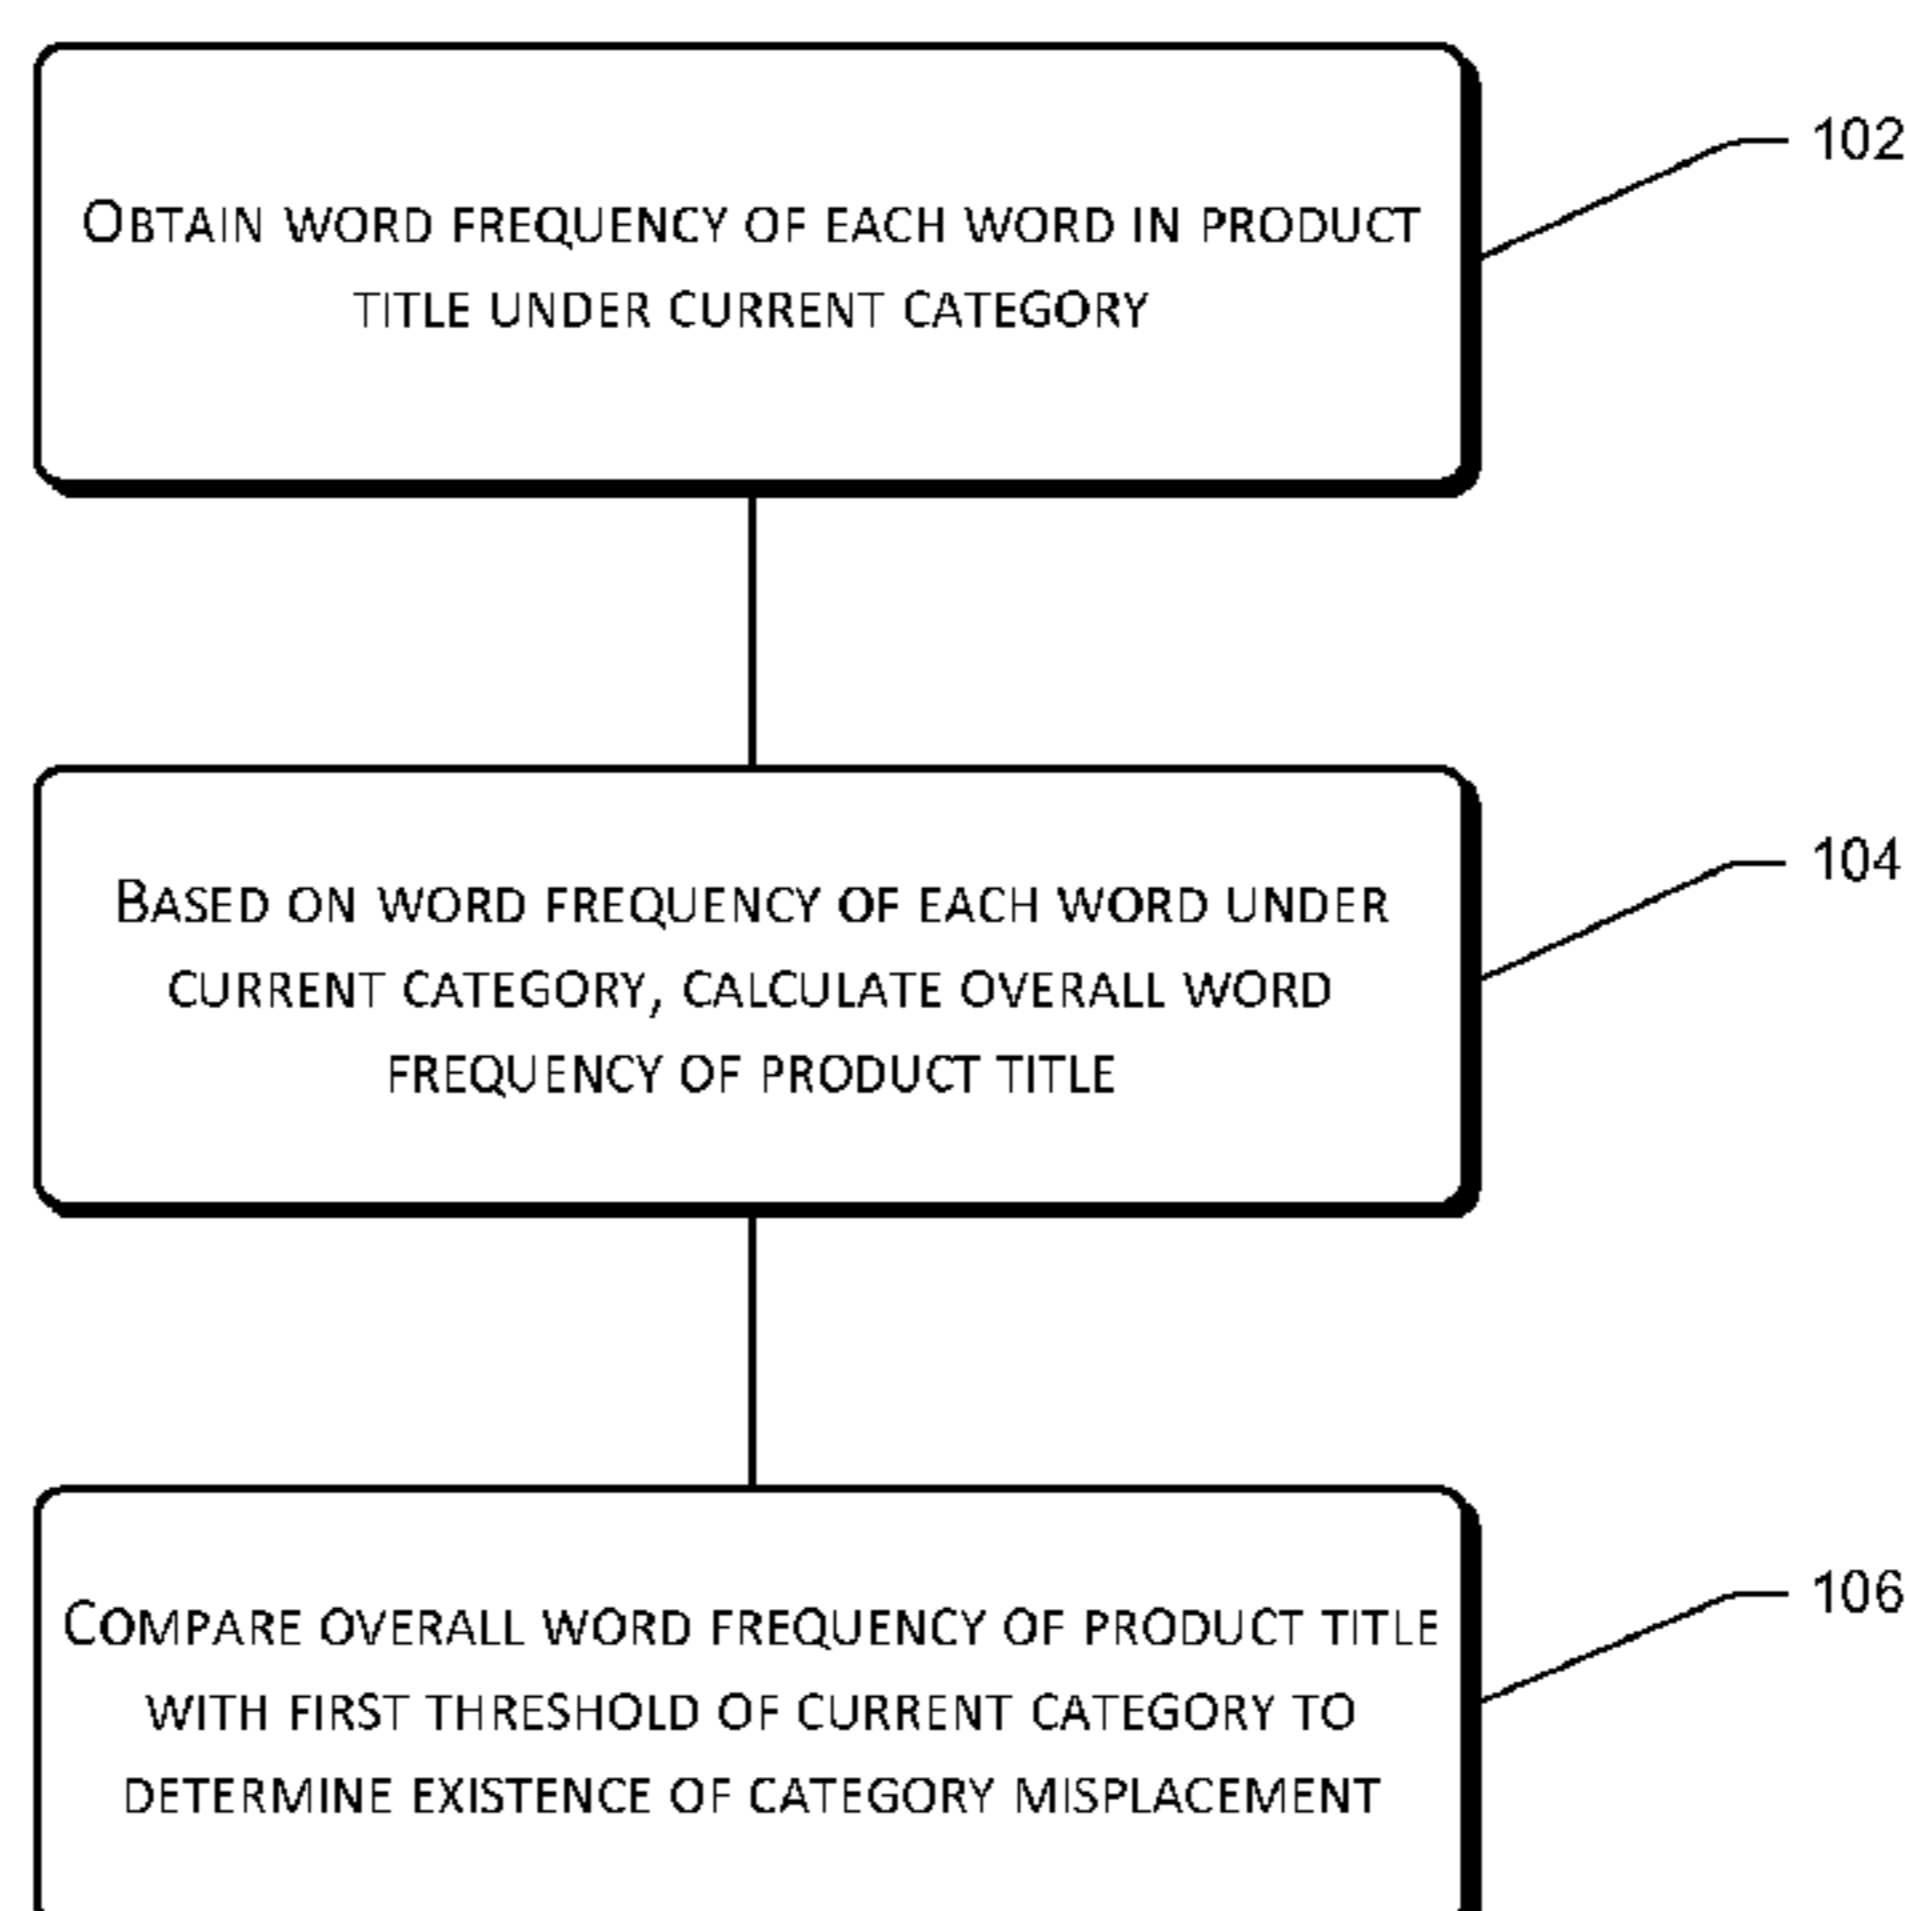 OBTAIN WORD FREQUENCY OF EACH WORD IN PRODUCT
TITLE UNDER CURRENT CATEGORY
102
BASED ON WORD FREQUENCY OF EACH WORD UNDER
CURRENT CATEGORY, CALCULATE OVERALL WORD
FREQUENCY OF PRODUCT TITLE
104
COMPARE OVERALL WORD FREQUENCY OF PRODUCT TITLE
WITH FIRST THRESHOLD OF CURRENT CATEGORY TO
DETERMINE EXISTENCE OF CATEGORY MISPLACEMENT
106